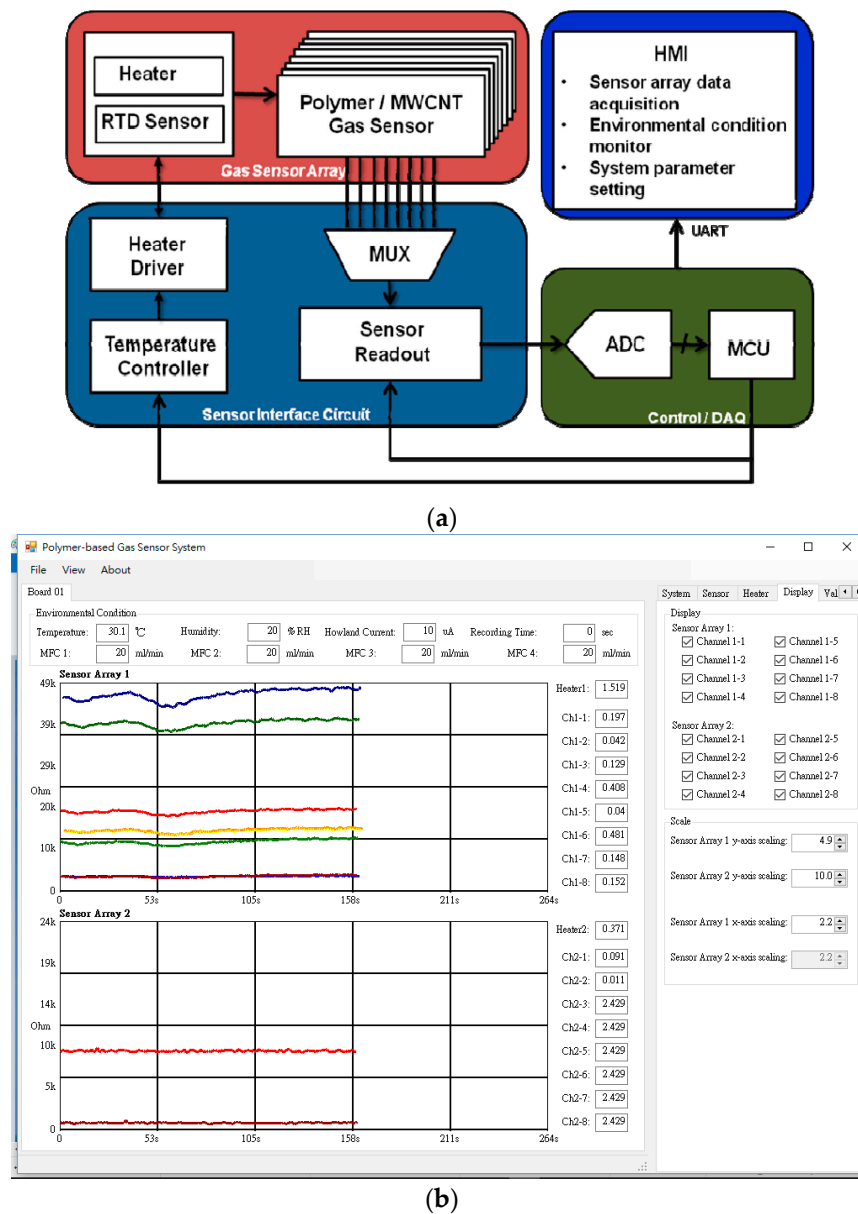 Heater
RTD Sensor
Polymer / MWCNT
Gas Sensor
Gas Sensor Array
HMI
• Sensor array data
acquisition
• Environmental condition
monitor
• System parameter
setting
UART
Heater
Driver
MUX
Temperature
Controller
Sensor
Readout
Sensor Interface Circuit
ADC
MCU
Control / DAQ
(a)
Polymer-based Gas Sensor System
File View About
Board 01
System Sensor Heater Display Val
Environmental Condition
Temperature: 30.1 °C Humidity: 20 % RH Howland Current: 10 uA Recording Time: 0 sec
MFC 1: 20 ml/min MFC 2: 20 ml/min MFC 3: 20 ml/min MFC 4: 20 ml/min
Sensor Array 1
49k
39k
29k
Ohm
20k
10k
0
0 53s 105s 158s 211s 264s
Heater1: 1.519
Ch1-1: 0.197
Ch1-2: 0.042
Ch1-3: 0.129
Ch1-4: 0.408
Ch1-5: 0.04
Ch1-6: 0.481
Ch1-7: 0.148
Ch1-8: 0.152
Sensor Array 2
24k
19k
14k
Ohm
10k
5k
0
0 53s 105s 158s 211s 264s
Heater2: 0.371
Ch2-1: 0.091
Ch2-2: 0.011
Ch2-3: 2.429
Ch2-4: 2.429
Ch2-5: 2.429
Ch2-6: 2.429
Ch2-7: 2.429
Ch2-8: 2.429
Display
Sensor Array 1:
Channel 1-1 Channel 1-5
Channel 1-2 Channel 1-6
Channel 1-3 Channel 1-7
Channel 1-4 Channel 1-8
Sensor Array 2:
Channel 2-1 Channel 2-5
Channel 2-2 Channel 2-6
Channel 2-3 Channel 2-7
Channel 2-4 Channel 2-8
Scale
Sensor Array 1 y-axis scaling: 4.9
Sensor Array 2 y-axis scaling: 10.0
Sensor Array 1 x-axis scaling: 2.2
Sensor Array 2 x-axis scaling: 2.2
(b)